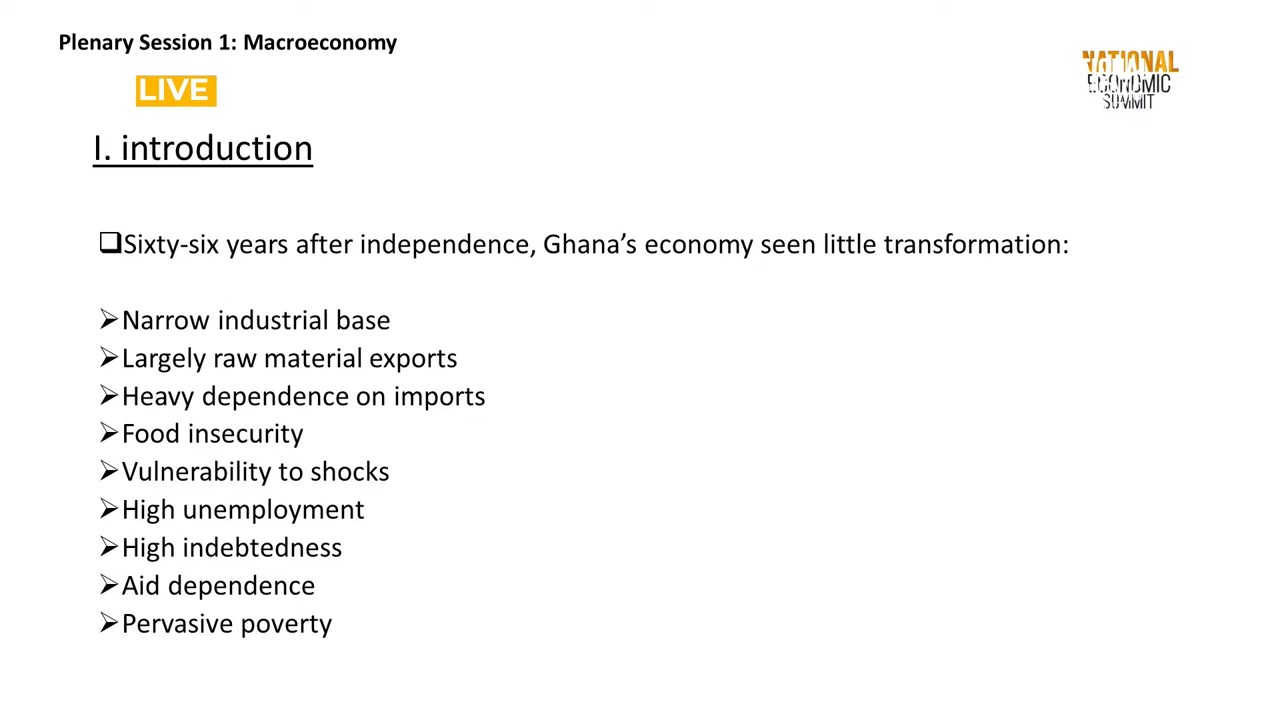 Plenary Session 1: Macroeconomy
LIVE
NATIONAL
ECONOMIC
SUMMIT
I. introduction
Sixty-six years after independence, Ghana’s economy seen little transformation:
Narrow industrial base
Largely raw material exports
Heavy dependence on imports
Food insecurity
Vulnerability to shocks
High unemployment
High indebtedness
Aid dependence
Pervasive poverty